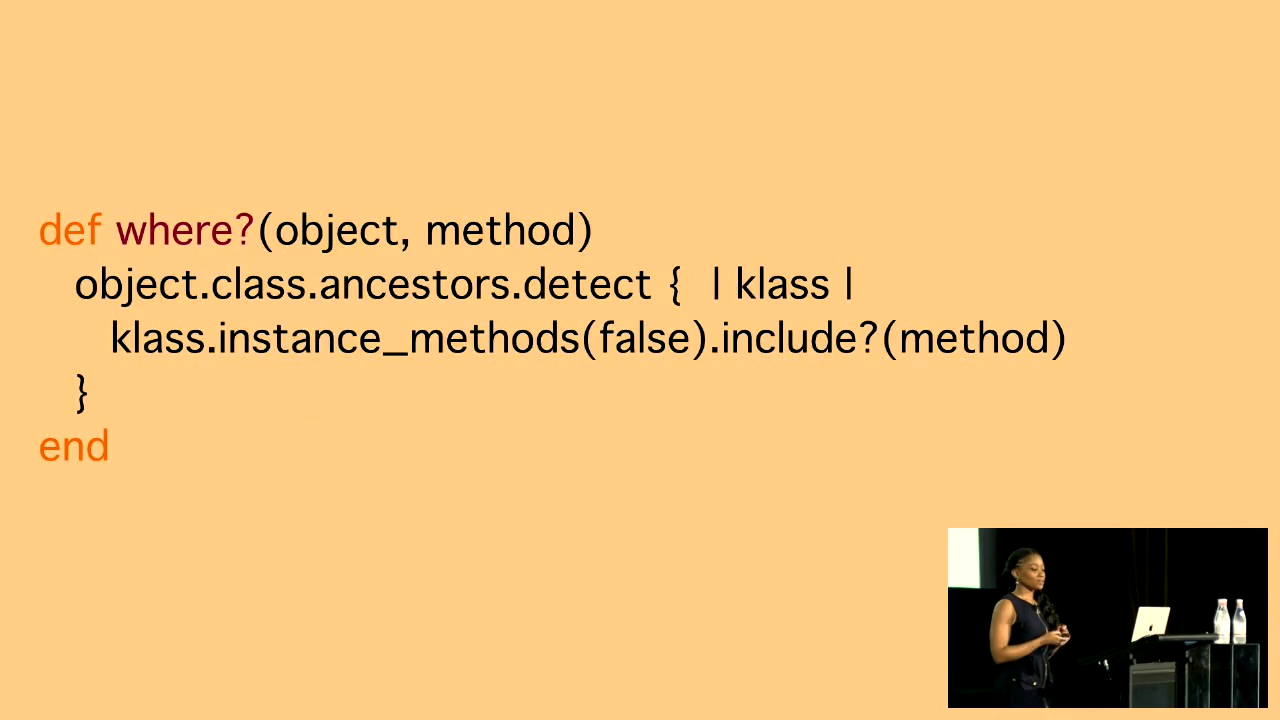 def where?(object, method)
object.class.ancestors.detect { | klass |
klass.instance_methods(false).include?(method)
}
end